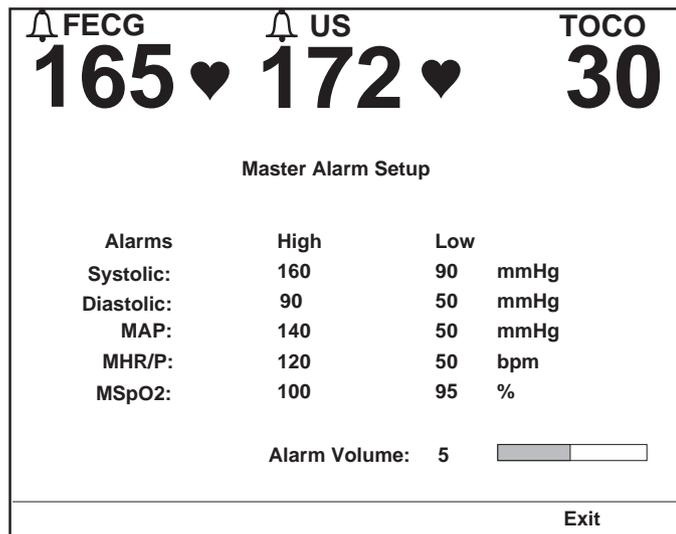 FECG US TOCO
165 172 30
Master Alarm Setup
Alarms High Low
Systolic: 160 90 mmHg
Diastolic: 90 50 mmHg
MAP: 140 50 mmHg
MHR/P: 120 50 bpm
MSpO2: 100 95 %
Alarm Volume: 5
Exit